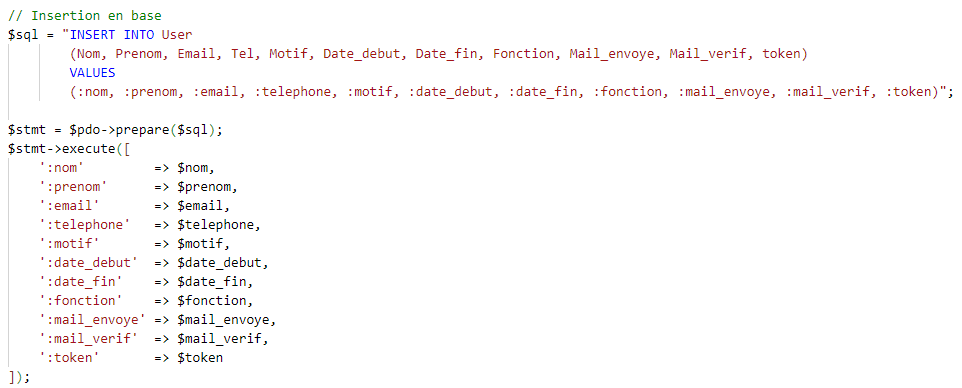 // Insertion en base
$sql = "INSERT INTO User
(Nom, Prenom, Email, Tel, Motif, Date_debut, Date_fin, Fonction, Mail_envoye, Mail_verif, token)
VALUES
(:nom, :prenom, :email, :telephone, :motif, :date_debut, :date_fin, :fonction, :mail_envoye, :mail_verif, :token)";
$stmt = $pdo->prepare($sql);
$stmt->execute([
':nom' => $nom,
':prenom' => $prenom,
':email' => $email,
':telephone' => $telephone,
':motif' => $motif,
':date_debut' => $date_debut,
':date_fin' => $date_fin,
':fonction' => $fonction,
':mail_envoye' => $mail_envoye,
':mail_verif' => $mail_verif,
':token' => $token
]);